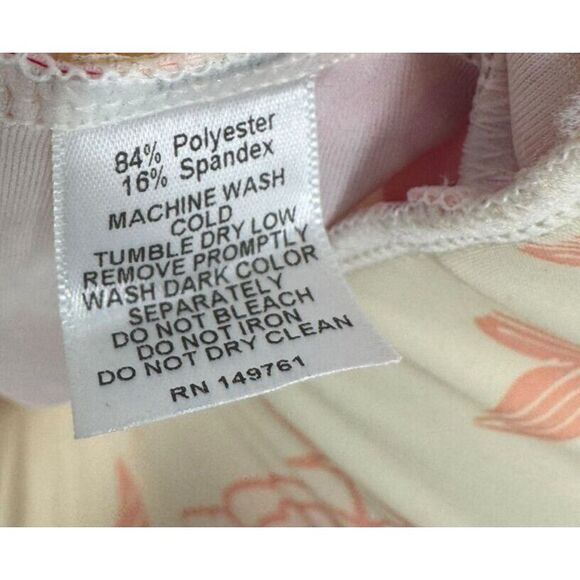 84% Polyester
16% Spandex
MACHINE WASH
COLD
TUMBLE DRY LOW
REMOVE PROMPTLY
WASH DARK COLOR
SEPARATELY
DO NOT BLEACH
DO NOT IRON
DO NOT DRY CLEAN
RN 149761